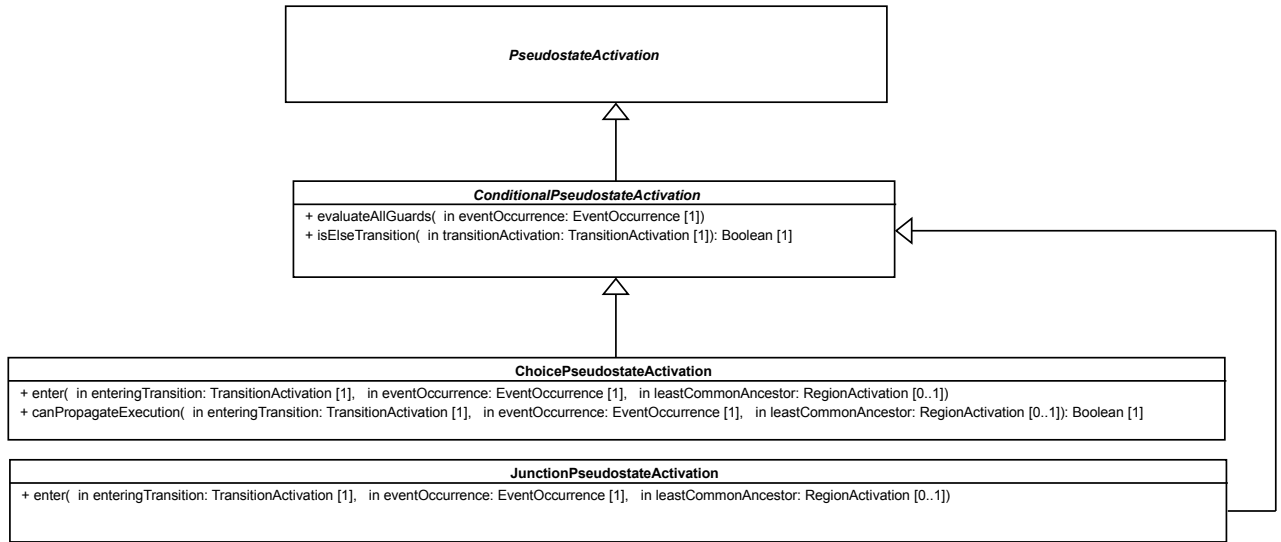 PseudostateActivation
ConditionalPseudostateActivation
+ evaluateAllGuards( in eventOccurrence: EventOccurrence [1])
+ isElseTransition( in transitionActivation: TransitionActivation [1]): Boolean [1]
ChoicePseudostateActivation
+ enter( in enteringTransition: TransitionActivation [1], in eventOccurrence: EventOccurrence [1], in leastCommonAncestor: RegionActivation [0..1])
+ canPropagateExecution( in enteringTransition: TransitionActivation [1], in eventOccurrence: EventOccurrence [1], in leastCommonAncestor: RegionActivation [0..1]): Boolean [1]
JunctionPseudostateActivation
+ enter( in enteringTransition: TransitionActivation [1], in eventOccurrence: EventOccurrence [1], in leastCommonAncestor: RegionActivation [0..1])